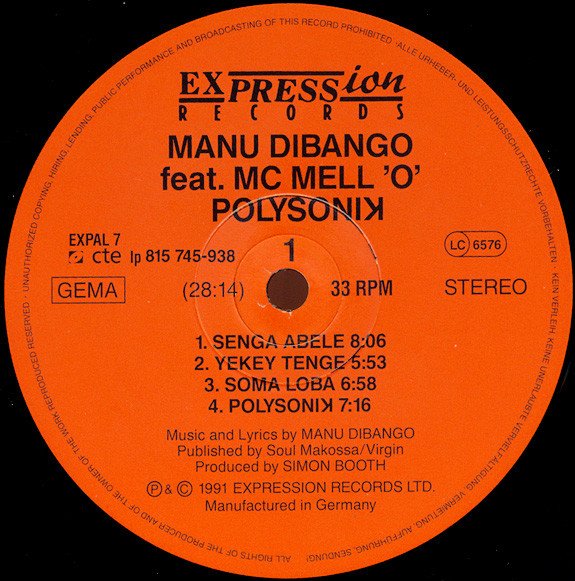 EXPRESSion
RECORDS
MANU DIBANGO
feat. MC MELL 'O'
POLYSONIK
EXPAL 7
cte lp 815 745-938
1
LC 6576
GEMA
(28:14)
33 RPM
STEREO
1. SENGA ABELE 8:06
2. YEKEY TENGE 5:53
3. SOMA LOBA 6:58
4. POLYSONIK 7:16
Music and Lyrics by MANU DIBANGO
Published by Soul Makossa/Virgin
Produced by SIMON BOOTH
℗ & © 1991 EXPRESSION RECORDS LTD.
Manufactured in Germany
ALL RIGHTS OF THE PRODUCER AND OF THE OWNER OF THE WORK REPRODUCED RESERVED · UNAUTHORIZED COPYING, HIRING, LENDING, PUBLIC PERFORMANCE AND BROADCASTING OF THIS RECORD PROHIBITED · ALLE URHEBER- UND LEISTUNGSSCHUTZRECHTE VORBEHALTEN · KEIN VERLEIH, KEINE UNERLAUBTE VERVIELFÄLTIGUNG, VERMIETUNG, AUFFÜHRUNG, SENDUNG!